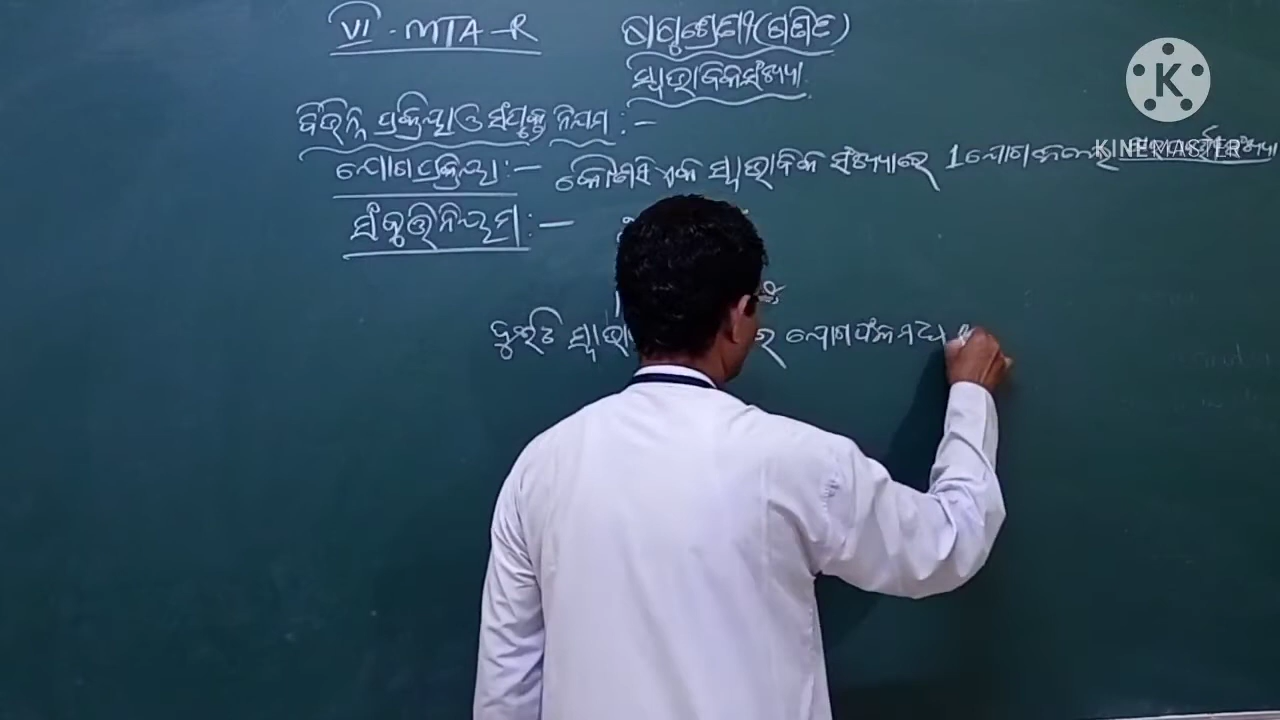 VI - MTA - R
ଷଷ୍ଠ ଶ୍ରେଣୀ (ଗଣିତ)
ସ୍ୱାଭାବିକ ସଂଖ୍ୟା
K
KINEMASTER
ବିଭିନ୍ନ ପ୍ରକ୍ରିୟା ଓ ସଂପୃକ୍ତ ନିୟମ :-
ଯୋଗ ପ୍ରକ୍ରିୟା :- କୌଣସି ଏକ ସ୍ୱାଭାବିକ ସଂଖ୍ୟାରେ 1 ଯୋଗ କଲେ
ସଂବୃତ୍ତି ନିୟମ :-
ଦୁଇଟି ସ୍ୱାଭା ର ଯୋଗଫଳ ମଧ୍ୟ